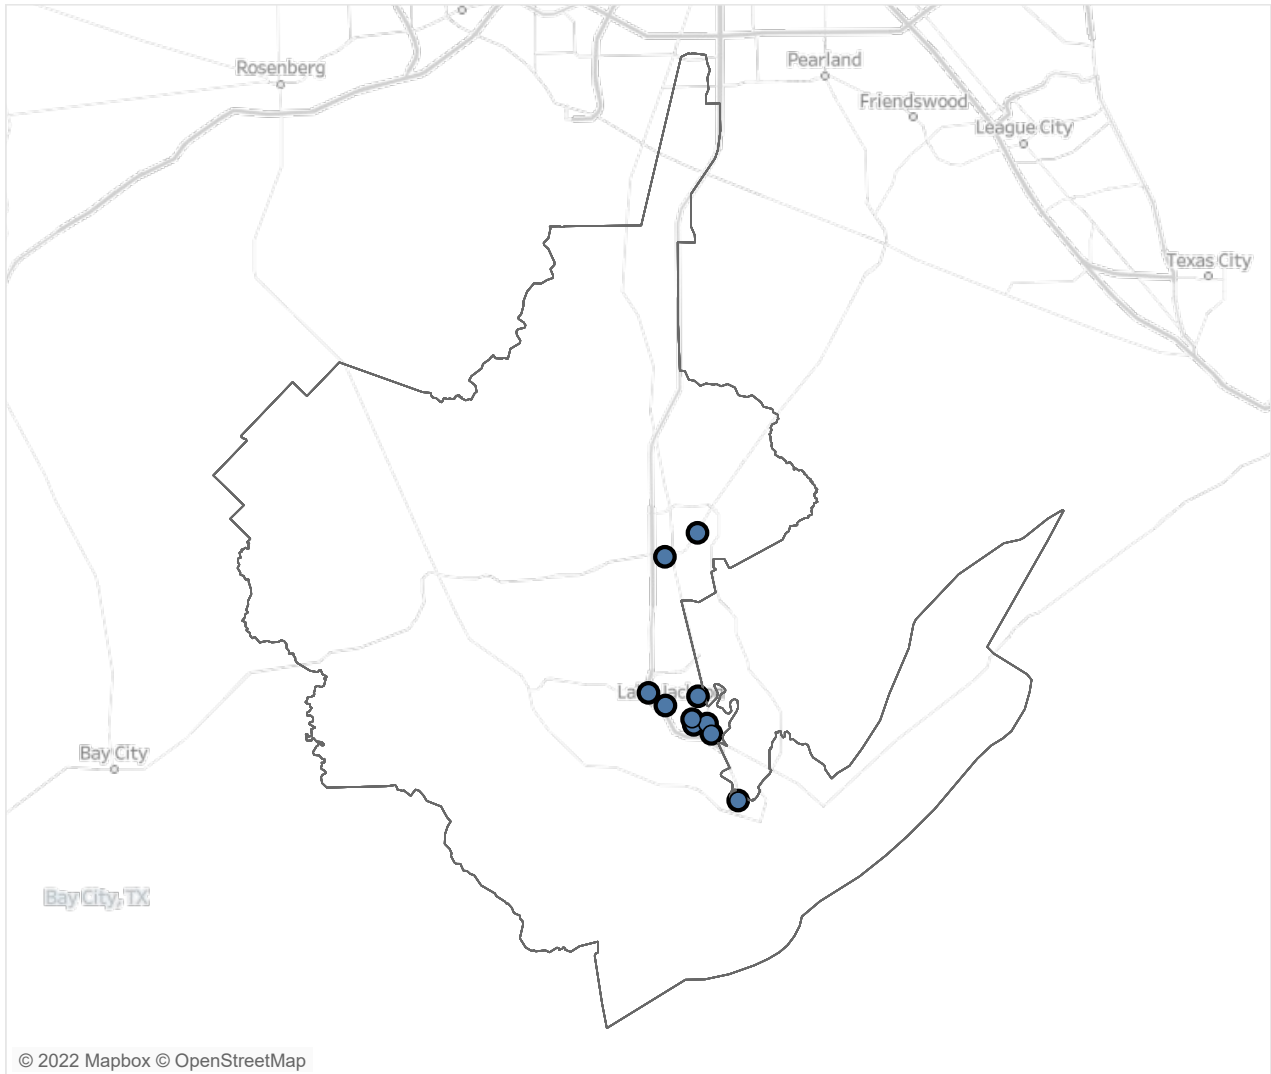 Rosenberg
Pearland
Friendswood
League City
Texas City
Bay City
Bay City, TX
© 2022 Mapbox © OpenStreetMap